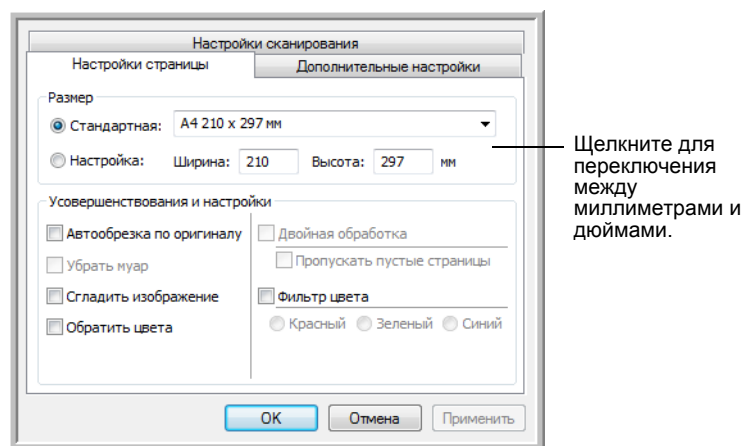 Настройки сканирования
Настройки страницы Дополнительные настройки
Размер
Стандартная: A4 210 x 297 мм
Настройка: Ширина: 210 Высота: 297 мм
Щелкните для
переключения
между
миллиметрами и
дюймами.
Усовершенствования и настройки
Автообрезка по оригиналу
Убрать муар
Сгладить изображение
Обратить цвета
Двойная обработка
Пропускать пустые страницы
Фильтр цвета
Красный Зеленый Синий
OK Отмена Применить